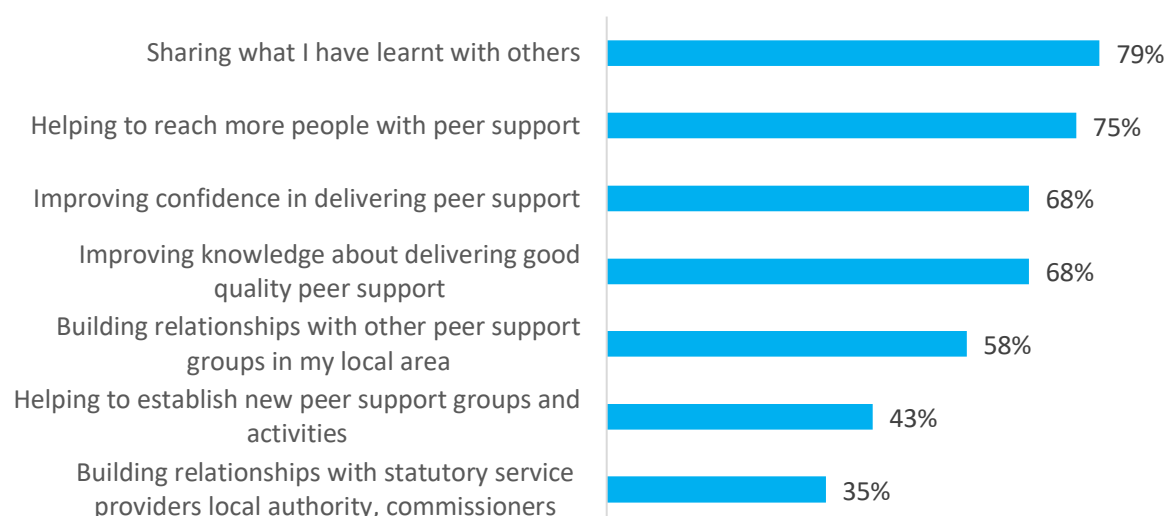 Sharing what I have learnt with others 79%
Helping to reach more people with peer support 75%
Improving confidence in delivering peer support 68%
Improving knowledge about delivering good
quality peer support 68%
Building relationships with other peer support
groups in my local area 58%
Helping to establish new peer support groups and
activities 43%
Building relationships with statutory service
providers local authority, commissioners 35%